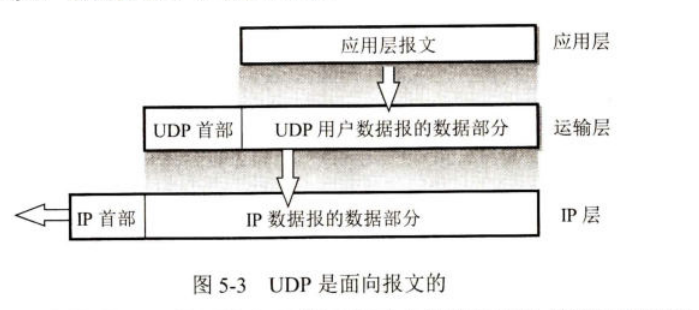 应用层报文 应用层
UDP 首部 UDP 用户数据报的数据部分 运输层
IP 首部 IP 数据报的数据部分 IP 层
图 5-3 UDP 是面向报文的